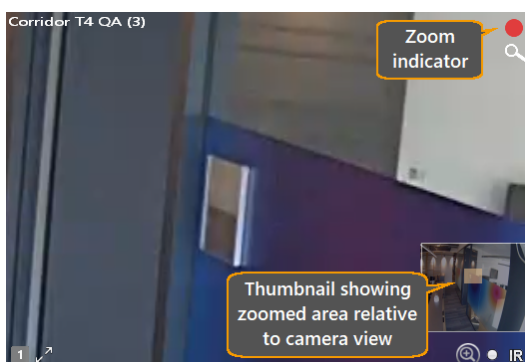 Corridor T4 QA (3)
Zoom
indicator
Thumbnail showing
zoomed area relative
to camera view
1
IR